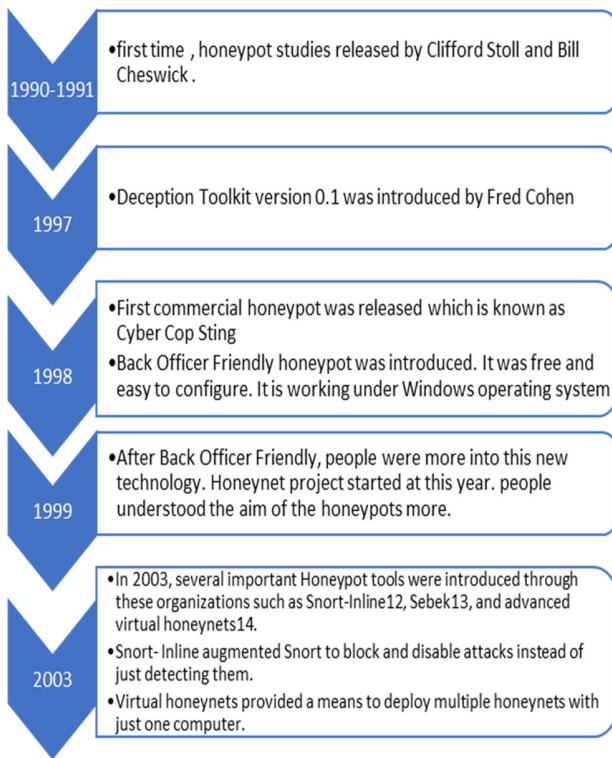 1990-1991
•first time , honeypot studies released by Clifford Stoll and Bill
Cheswick .
1997
•Deception Toolkit version 0.1 was introduced by Fred Cohen
1998
•First commercial honeypot was released which is known as
Cyber Cop Sting
•Back Officer Friendly honeypot was introduced. It was free and
easy to configure. It is working under Windows operating system
1999
•After Back Officer Friendly, people were more into this new
technology. Honeynet project started at this year. people
understood the aim of the honeypots more.
2003
•In 2003, several important Honeypot tools were introduced through
these organizations such as Snort-Inline12, Sebek13, and advanced
virtual honeynets14.
•Snort- Inline augmented Snort to block and disable attacks instead of
just detecting them.
•Virtual honeynets provided a means to deploy multiple honeynets with
just one computer.